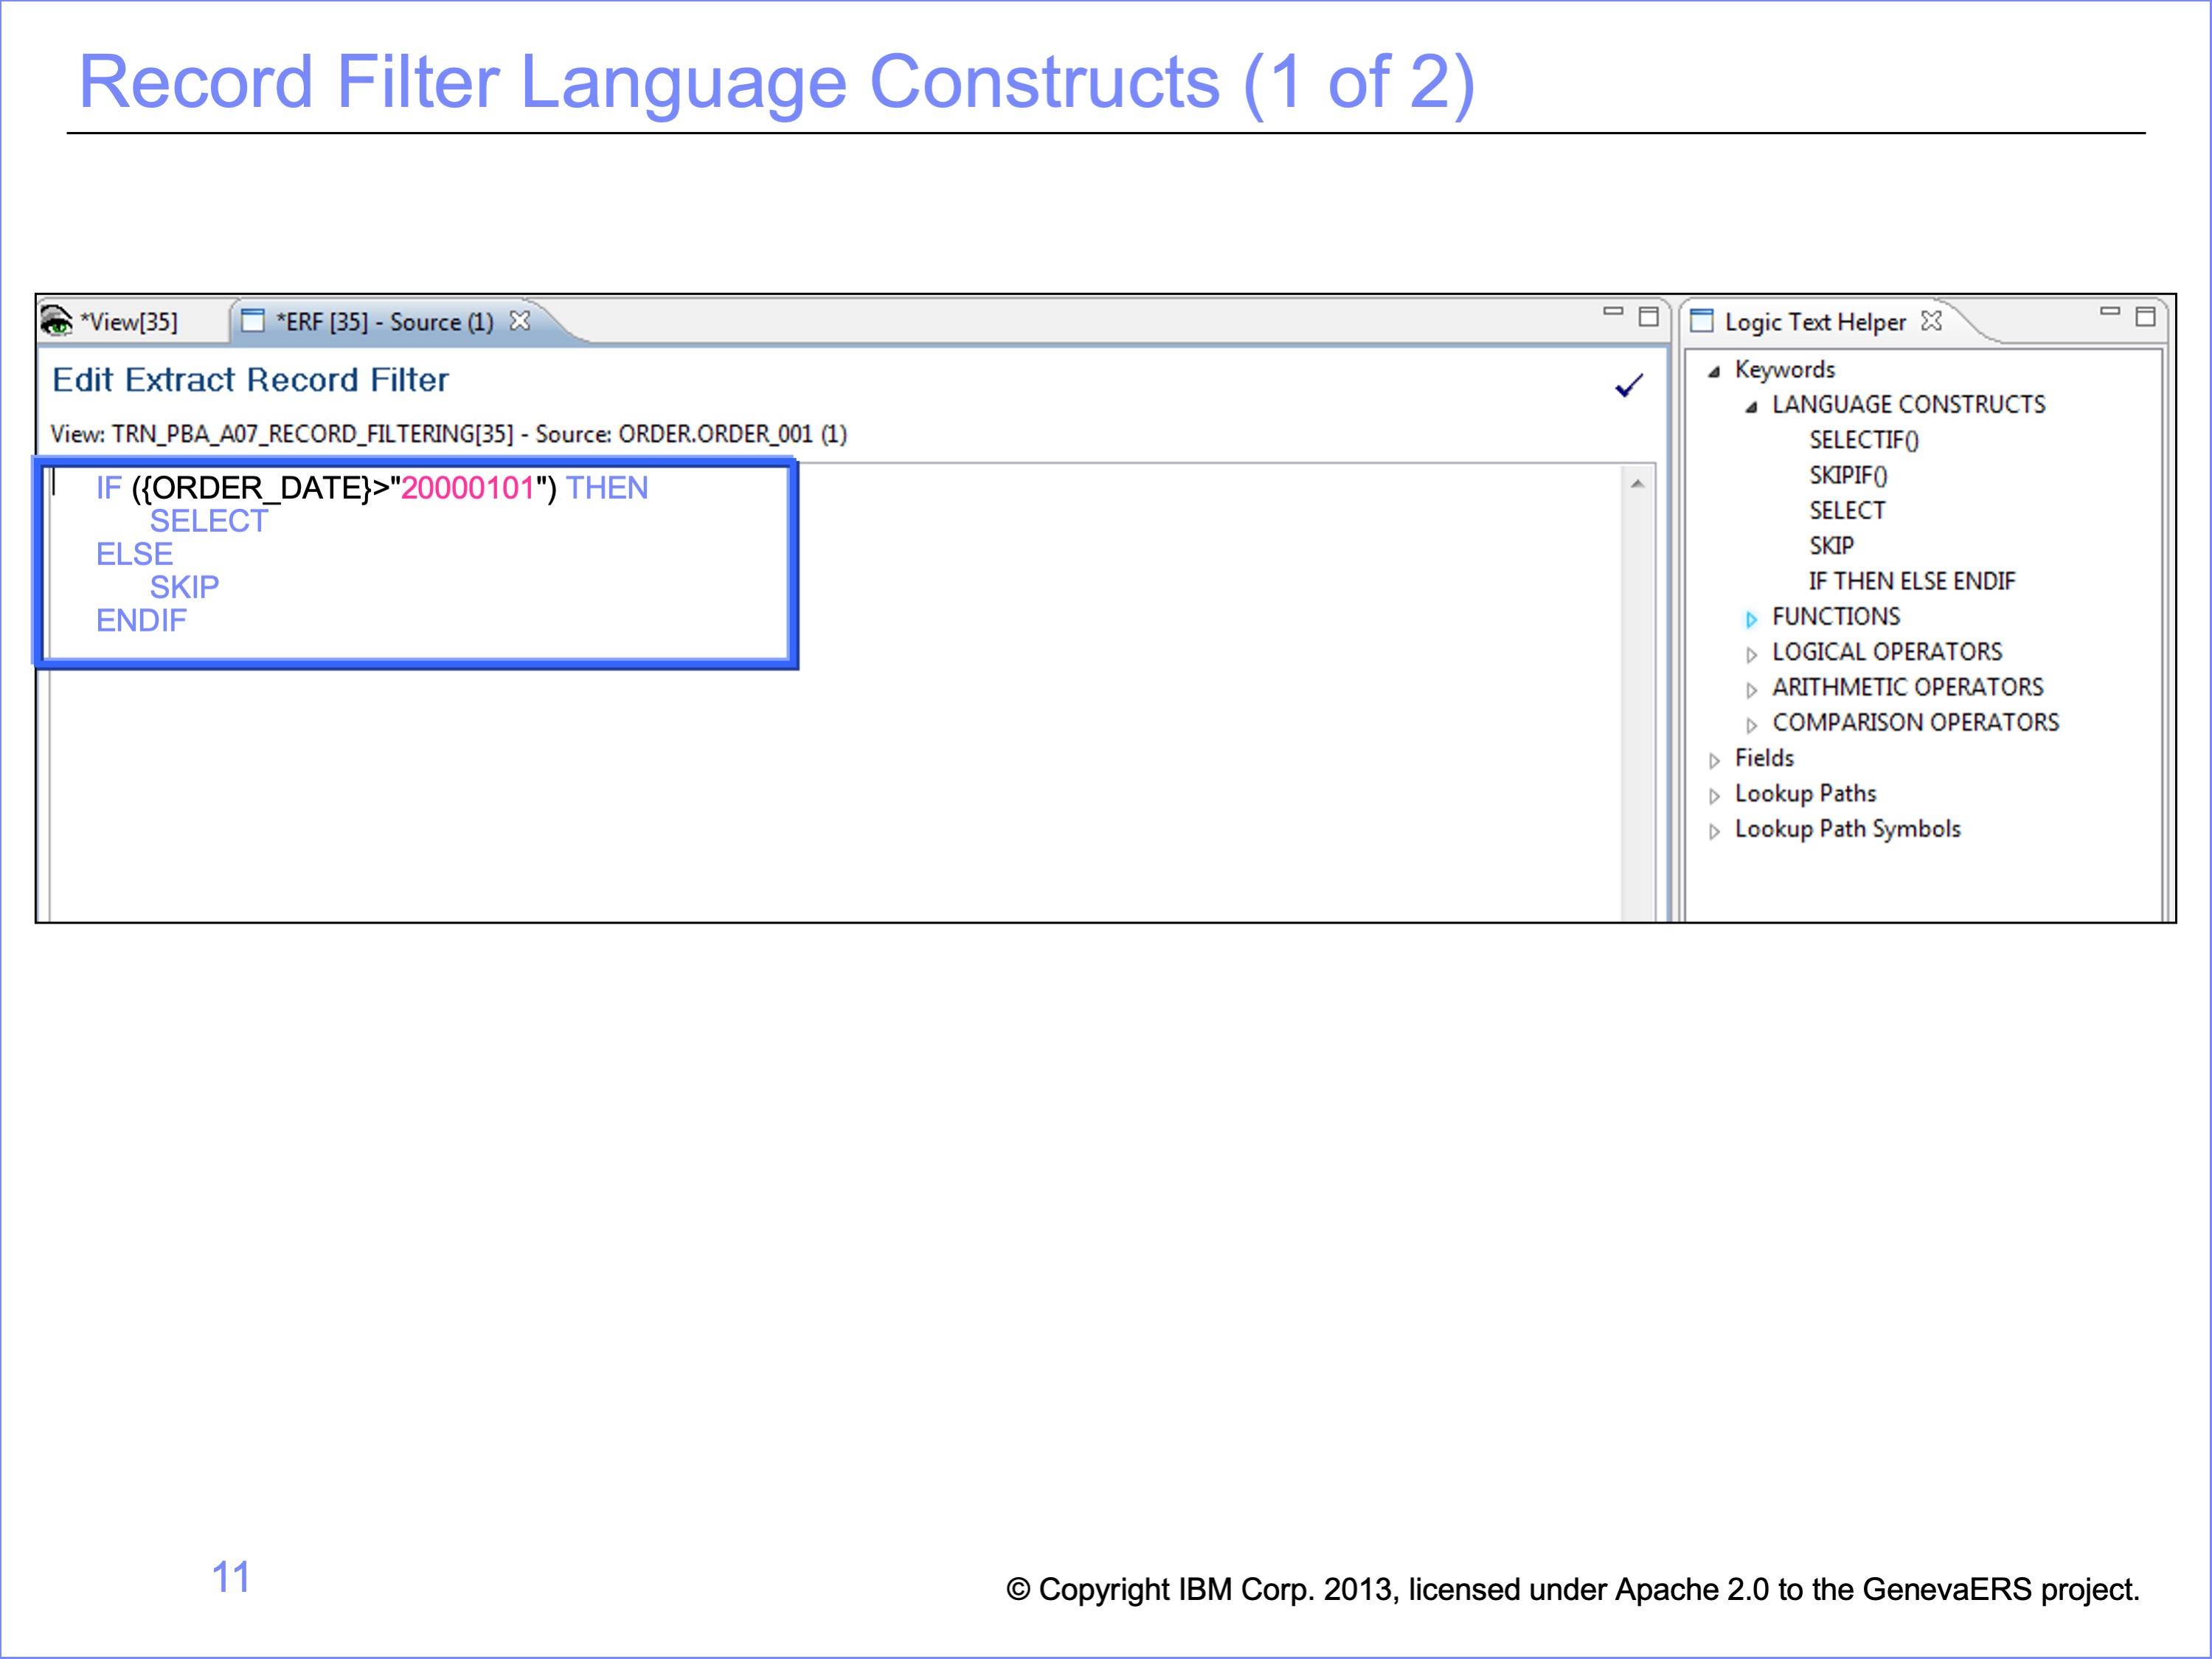 Record Filter Language Constructs (1 of 2)
*View[35]
*ERF [35] - Source (1)
Edit Extract Record Filter
View: TRN_PBA_A07_RECORD_FILTERING[35] - Source: ORDER.ORDER_001 (1)
IF ({ORDER_DATE}>"20000101") THEN
SELECT
ELSE
SKIP
ENDIF
Logic Text Helper
Keywords
LANGUAGE CONSTRUCTS
SELECTIF()
SKIPIF()
SELECT
SKIP
IF THEN ELSE ENDIF
FUNCTIONS
LOGICAL OPERATORS
ARITHMETIC OPERATORS
COMPARISON OPERATORS
Fields
Lookup Paths
Lookup Path Symbols
11
© Copyright IBM Corp. 2013, licensed under Apache 2.0 to the GenevaERS project.